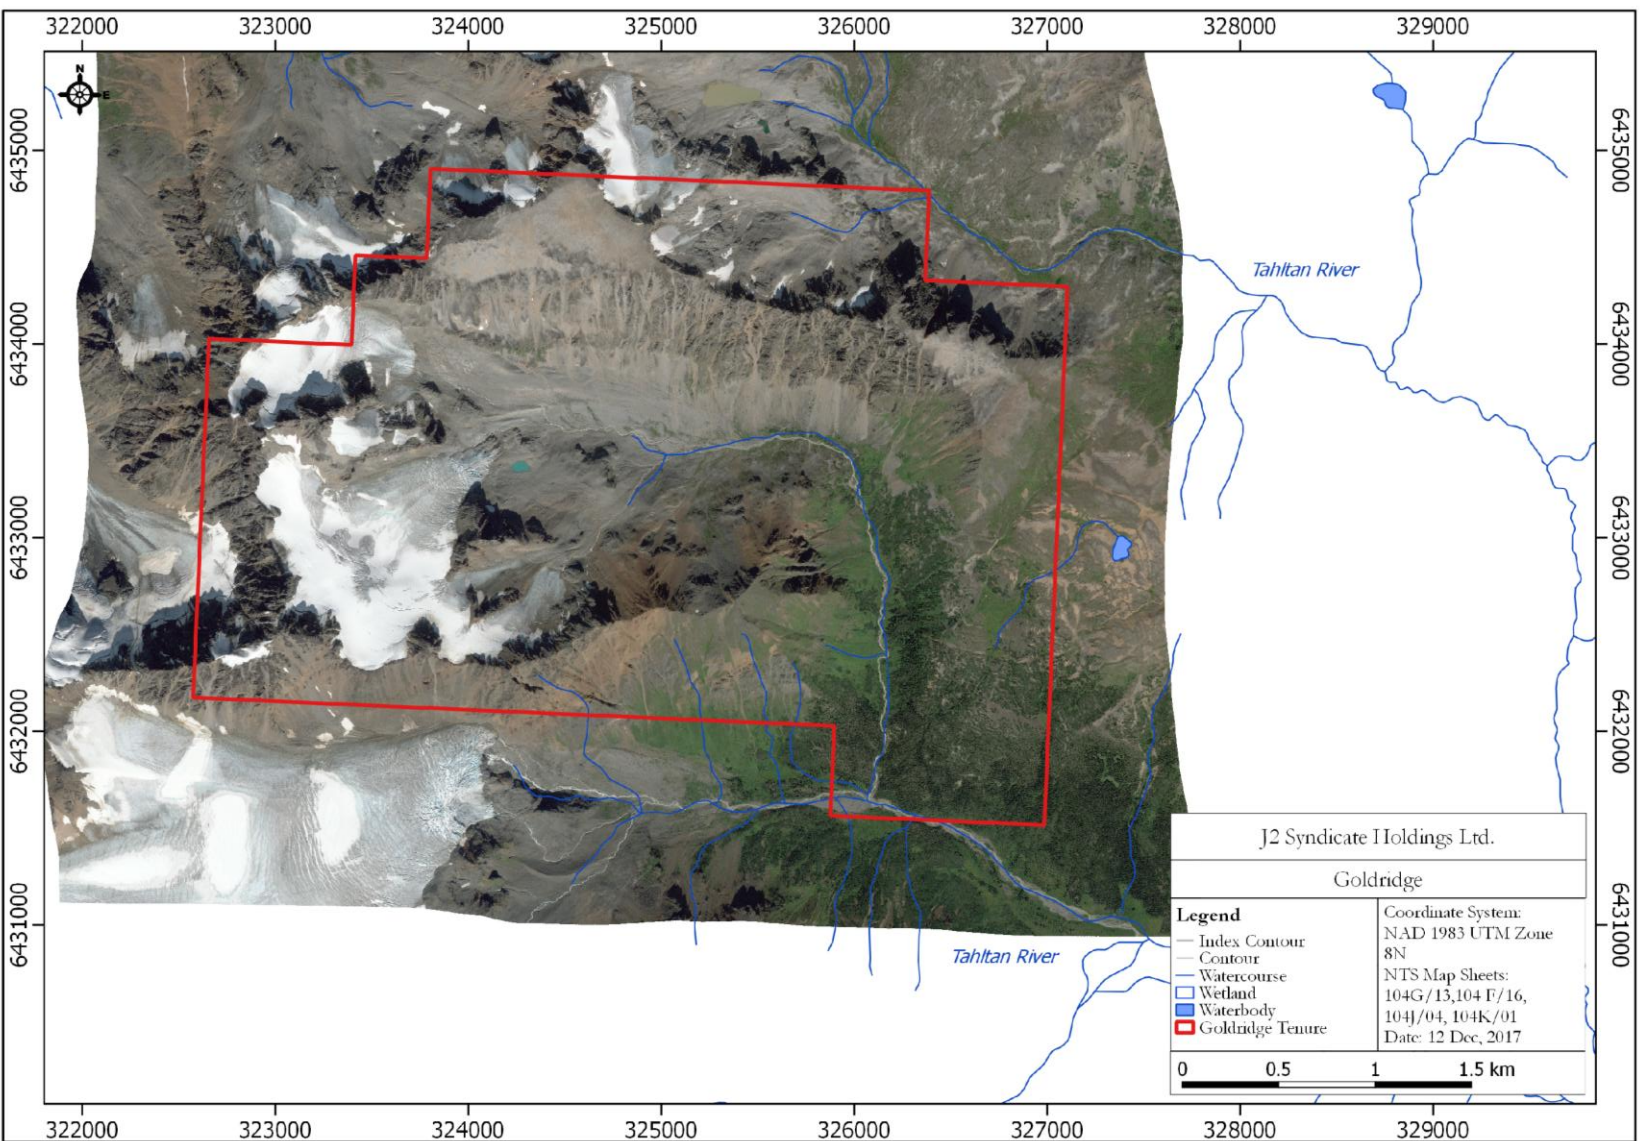 322000 323000 324000 325000 326000 327000 328000 329000
N
E
6435000 6435000
Tahltan River
6434000 6434000
6433000 6433000
6432000 6432000
J2 Syndicate Holdings Ltd.
Goldridge
Legend
Index Contour
Contour
Watercourse
Wetland
Waterbody
Goldridge Tenure
Coordinate System:
NAD 1983 UTM Zone
8N
NTS Map Sheets:
104G/13,104 F/16,
104J/04, 104K/01
Date: 12 Dec, 2017
6431000 6431000
Tahltan River
0 0.5 1 1.5 km
322000 323000 324000 325000 326000 327000 328000 329000